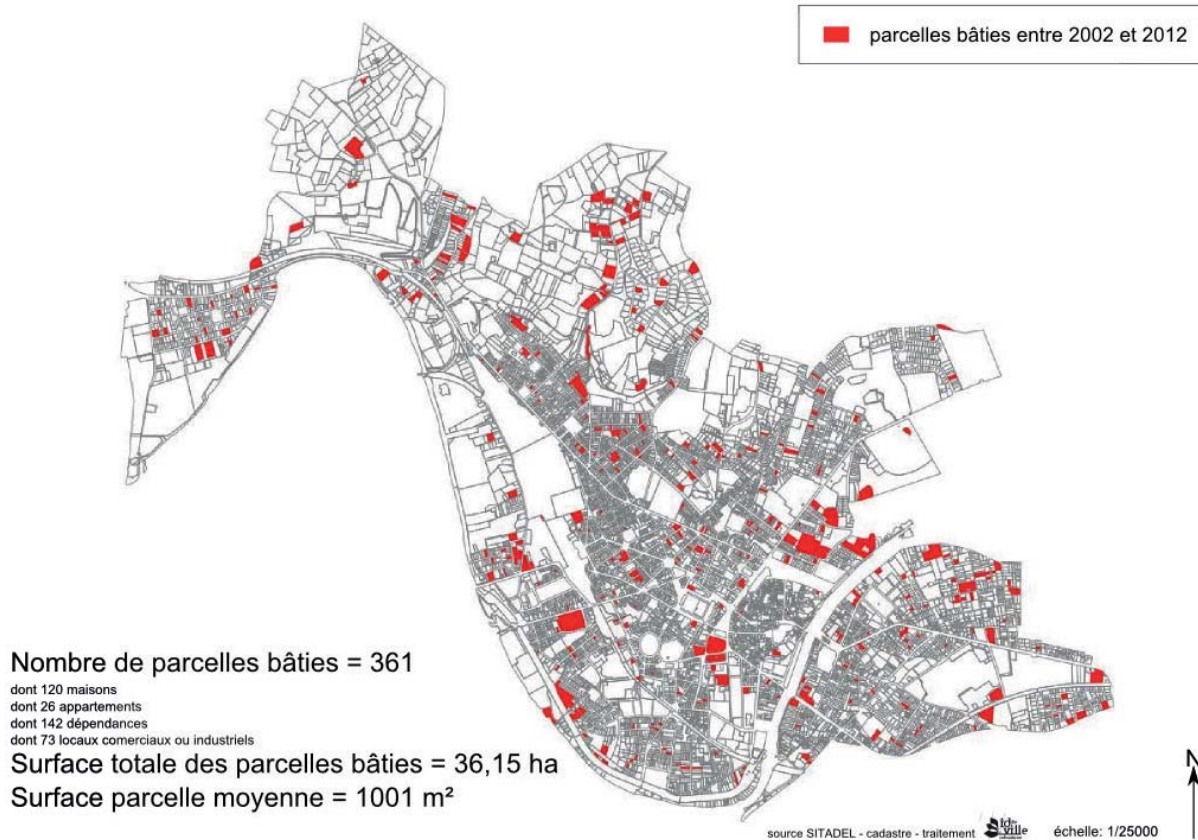 parcelles bâties entre 2002 et 2012
Nombre de parcelles bâties = 361
dont 120 maisons
dont 26 appartements
dont 142 dépendances
dont 73 locaux comerciaux ou industriels
Surface totale des parcelles bâties = 36,15 ha
Surface parcelle moyenne = 1001 m²
N
source SITADEL - cadastre - traitement ville échelle: 1/25000